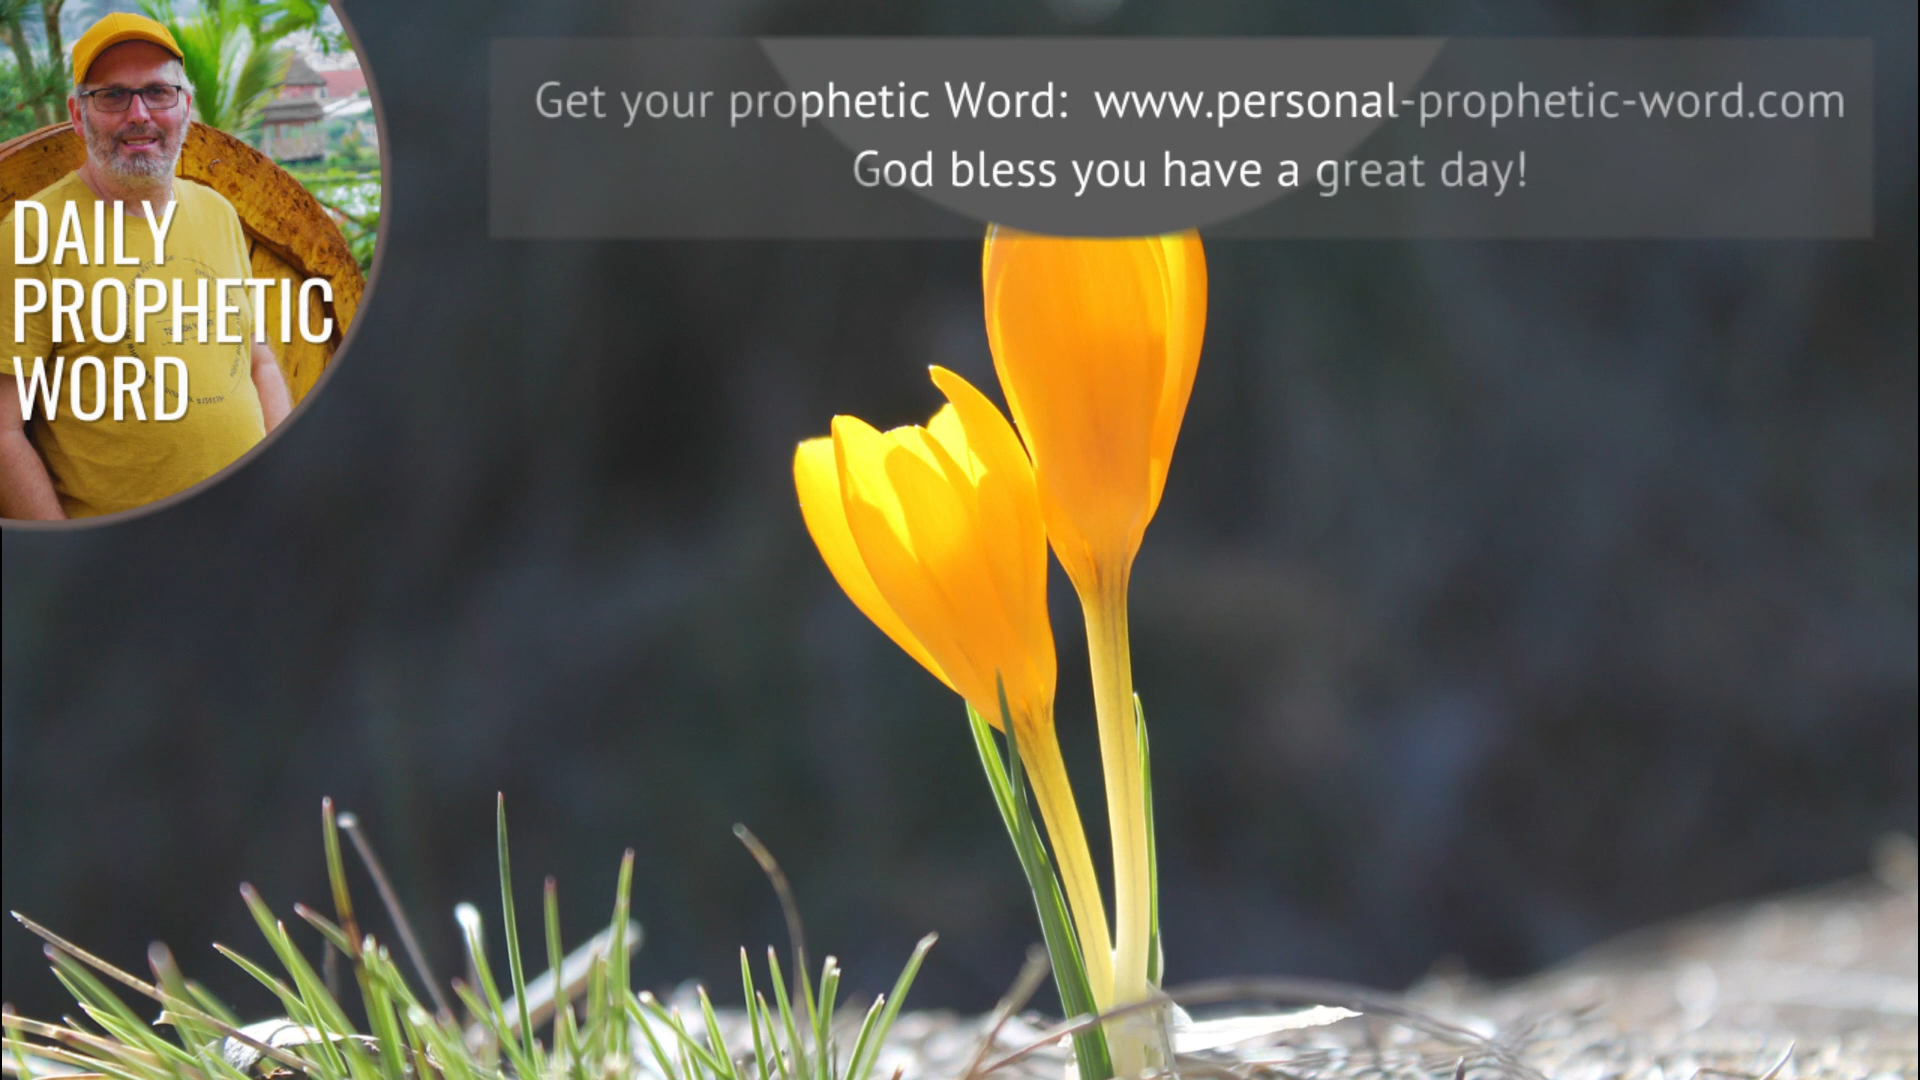 Get your prophetic Word:  www.personal-prophetic-word.com
God bless you have a great day!
DAILY
PROPHETIC
WORD